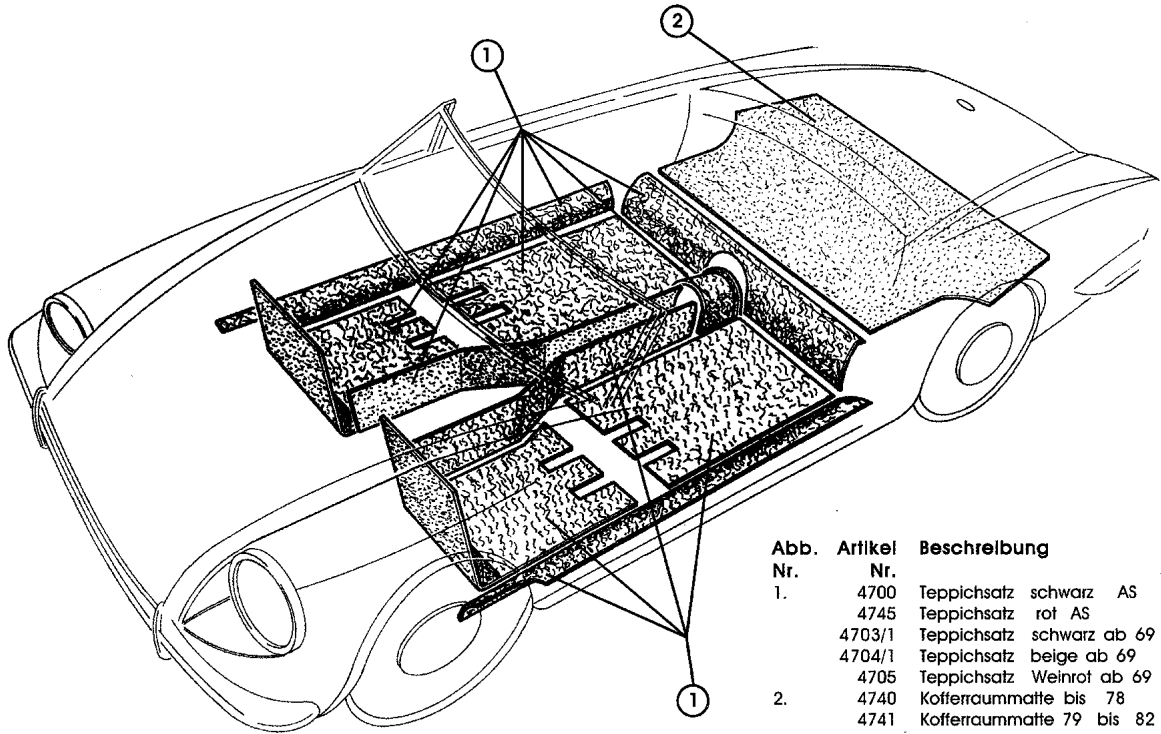 2
1
1
Abb. Artikel Beschreibung
Nr. Nr.
1. 4700 Teppichsatz schwarz AS
4745 Teppichsatz rot AS
4703/1 Teppichsatz schwarz ab 69
4704/1 Teppichsatz beige ab 69
4705 Teppichsatz Weinrot ab 69
2. 4740 Kofferraummatte bis 78
4741 Kofferraummatte 79 bis 82